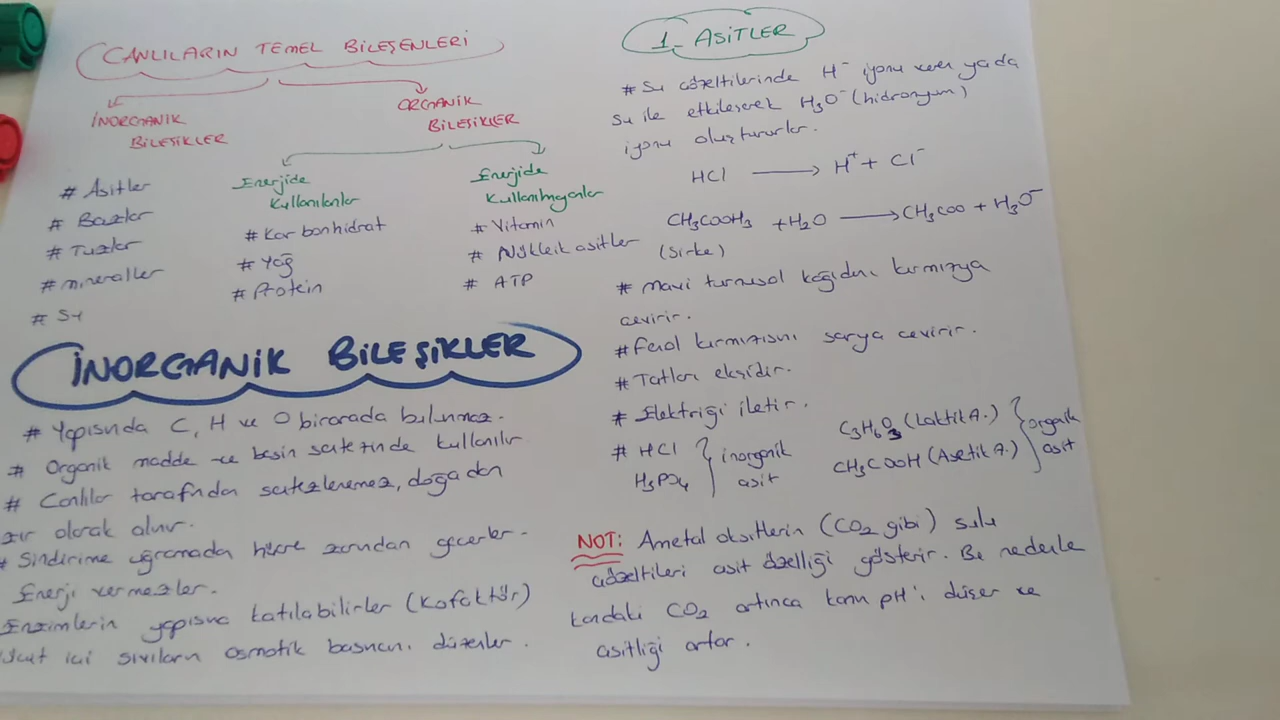 CANLILARIN TEMEL BİLEŞENLERİ
İNORGANİK
BİLEŞİKLER
ORGANİK
BİLEŞİKLER
# Asitler
# Bazlar
# Tuzlar
# mineraller
# Su
Enerjide
Kullanılanlar
# Karbonhidrat
# Yağ
# Protein
Enerjide
Kullanılmayanlar
# Vitamin
# Nükleik asitler
# ATP
İNORGANİK BİLEŞİKLER
# Yapısında C, H ve O birarada bulunmaz.
# Organik madde ve besin sentezinde kullanılır
# Canlılar tarafından sentezlenemez, doğadan
hazır olarak alınır.
# Sindirime uğramadan hücre zarından geçerler.
Enerji vermezler.
Enzimlerin yapısına katılabilirler (Kofaktör)
Vücut içi sıvıların osmotik basıncını düzenler.
1- ASİTLER
# Su çözeltilerinde H⁻ iyonu veren ya da
su ile etkileşerek H₃O⁻ (hidronyum)
iyonu oluştururlar.
HCl → H⁺ + Cl⁻
CH₃COOH₃ + H₂O → CH₃COO + H₃O⁻
(Sirke)
# Mavi turnusol kağıdını kırmızıya
çevirir.
# Fenol kırmızısını sarıya çevirir.
# Tatları ekşidir.
# Elektriği iletir.
# HCl
H₃PO₄
inorganik
asit
C₃H₆O₃ (Laktik A.)
CH₃COOH (Asetik A.)
organik
asit
NOT: Ametal oksitlerin (CO₂ gibi) sulu
çözeltileri asit özelliği gösterir. Bu nedenle
kandaki CO₂ artınca kanın pH'ı düşer ve
asitliği artar.